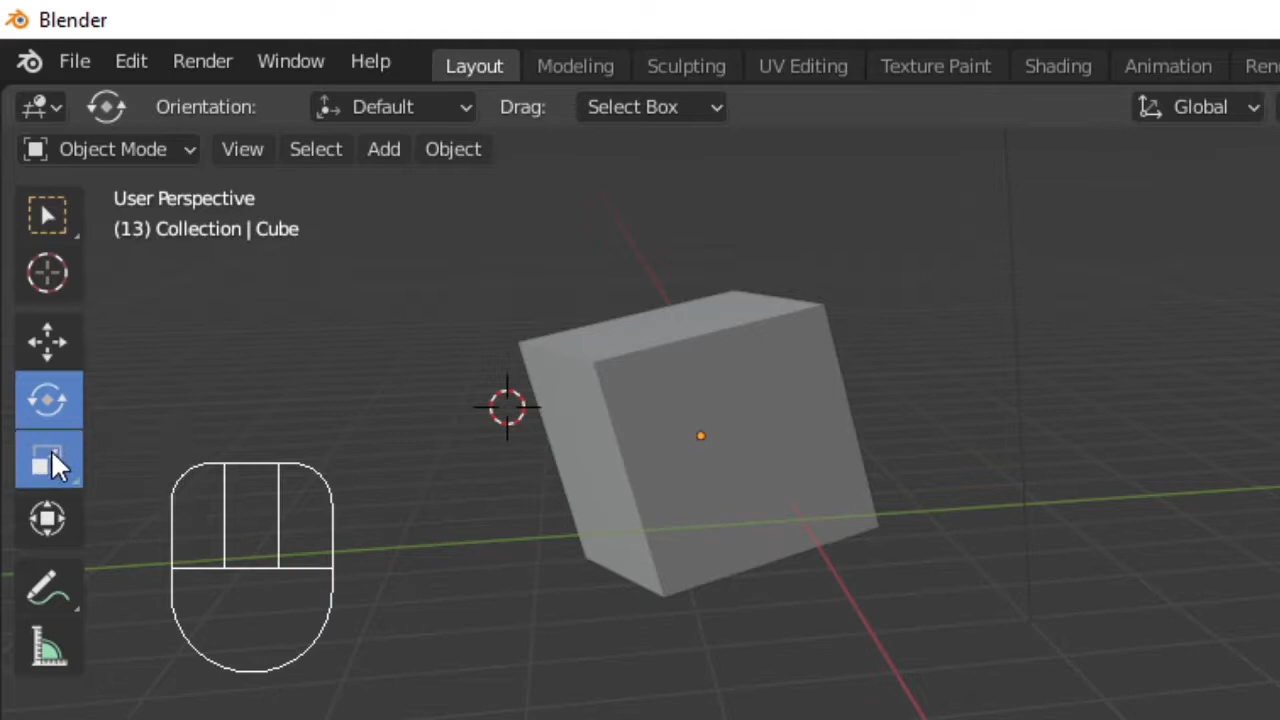 Blender
File Edit Render Window Help Layout Modeling Sculpting UV Editing Texture Paint Shading Animation Ren
Orientation: Default Drag: Select Box Global
Object Mode View Select Add Object
User Perspective
(13) Collection | Cube